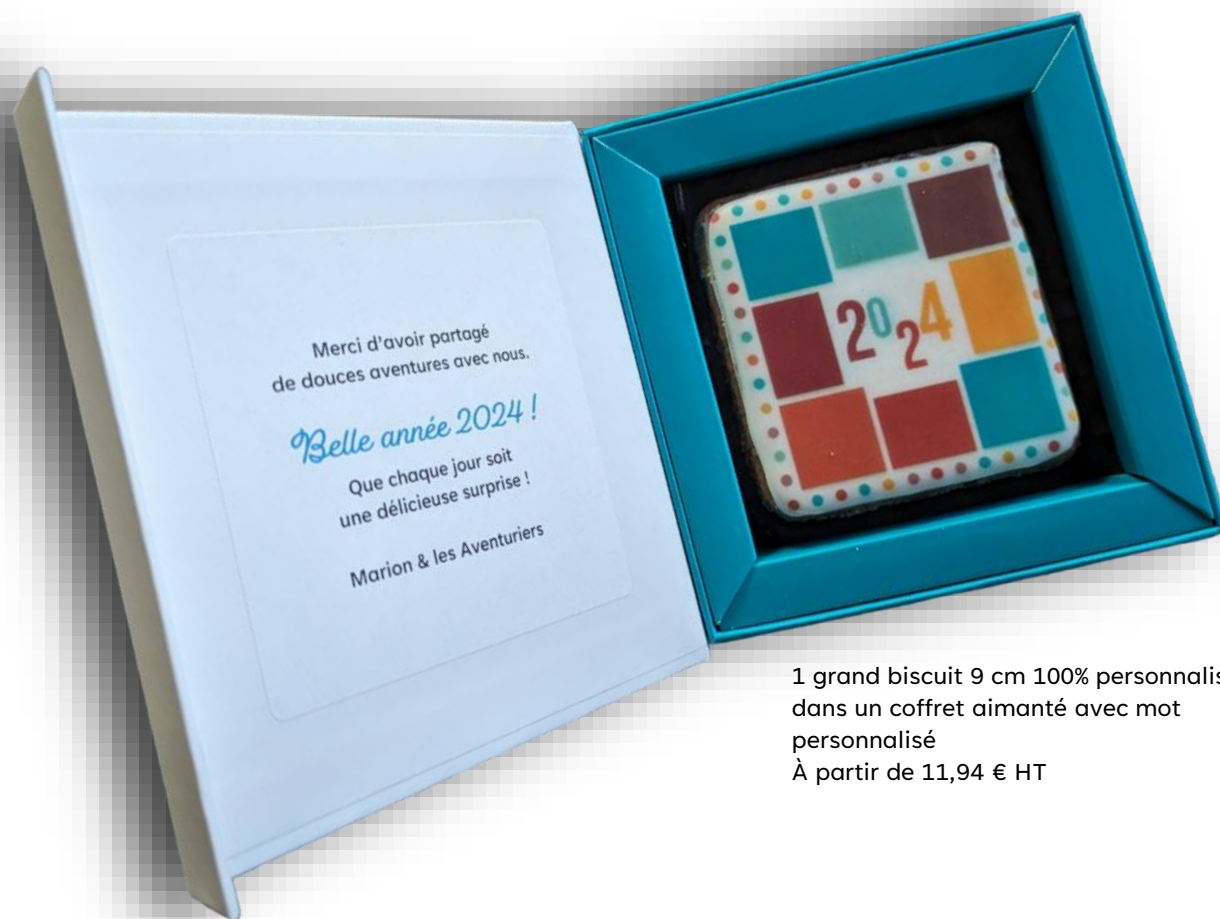 Merci d'avoir partagé
de douces aventures avec nous.
Belle année 2024 !
Que chaque jour soit
une délicieuse surprise !
Marion & les Aventuriers
2024
1 grand biscuit 9 cm 100%
dans un coffret aimanté avec mot
personnalisé
À partir de 11,94 € HT